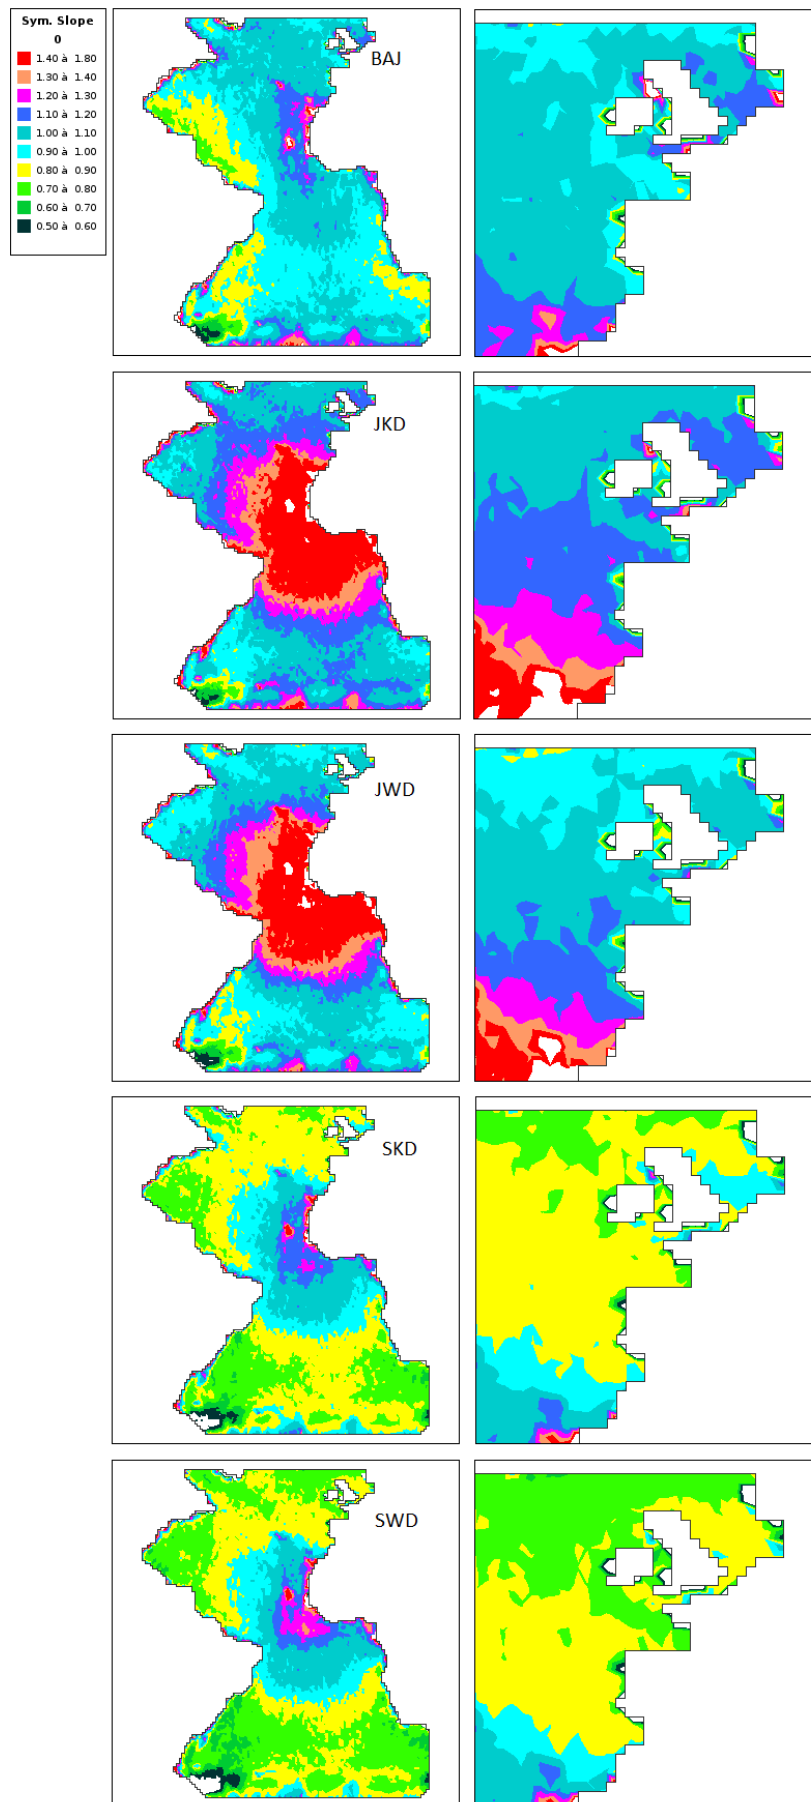 Sym. Slope
0
1.40 à 1.80
1.30 à 1.40
1.20 à 1.30
1.10 à 1.20
1.00 à 1.10
0.90 à 1.00
0.80 à 0.90
0.70 à 0.80
0.60 à 0.70
0.50 à 0.60
BAJ
JKD
JWD
SKD
SWD